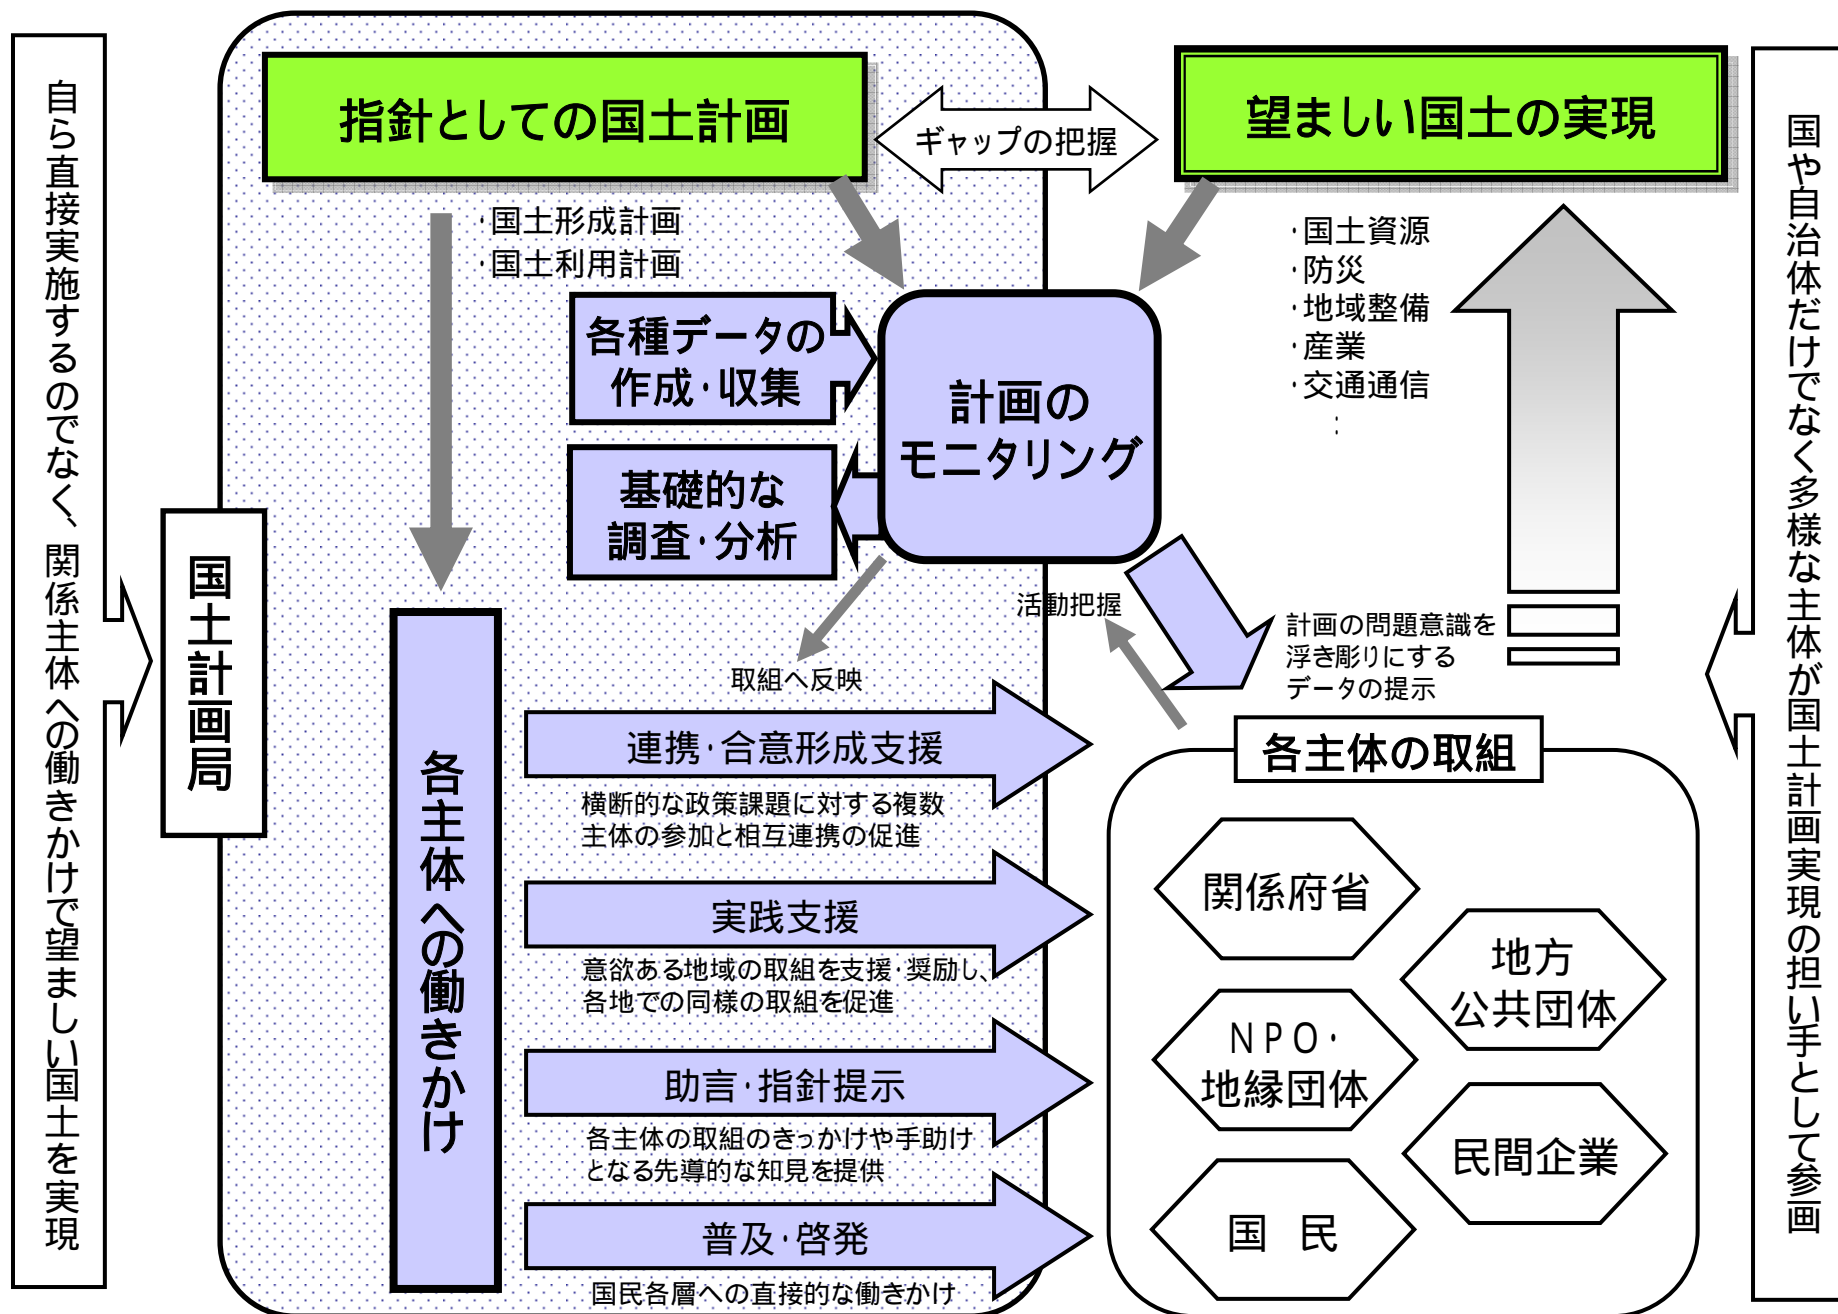 自ら直接実施するのでなく、関係主体への働きかけで望ましい国土を実現
国土計画局
指針としての国土計画
ギャップの把握
望ましい国土の実現
・国土形成計画
・国土利用計画
・国土資源
・防災
・地域整備
・産業
・交通通信
：
各種データの
作成・収集
計画の
モニタリング
基礎的な
調査・分析
活動把握
計画の問題意識を
浮き彫りにする
データの提示
取組へ反映
各主体への働きかけ
連携・合意形成支援
横断的な政策課題に対する複数
主体の参加と相互連携の促進
実践支援
意欲ある地域の取組を支援・奨励し、
各地での同様の取組を促進
助言・指針提示
各主体の取組のきっかけや手助け
となる先導的な知見を提供
普及・啓発
国民各層への直接的な働きかけ
各主体の取組
関係府省
地方
公共団体
ＮＰＯ・
地縁団体
民間企業
国　民
国や自治体だけでなく多様な主体が国土計画実現の担い手として参画